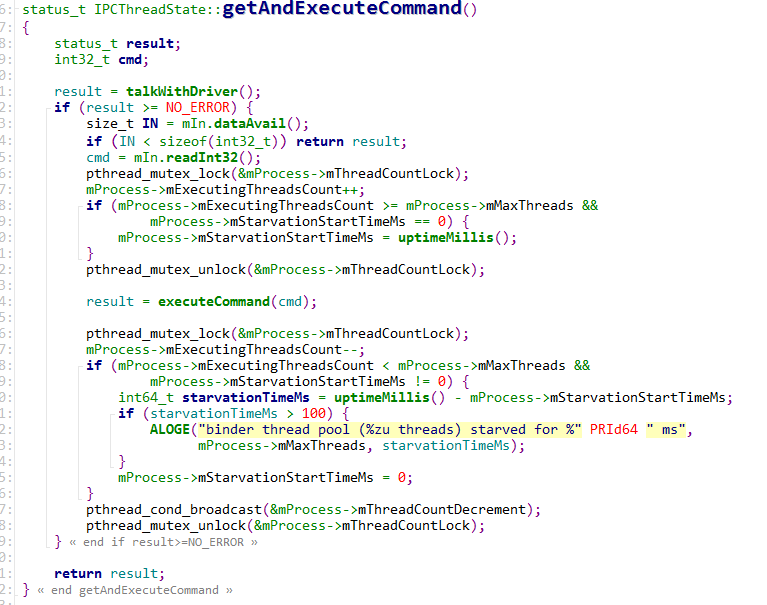 6: status_t IPCThreadState::getAndExecuteCommand()
7: {
8:     status_t result;
9:     int32_t cmd;
0:
1:     result = talkWithDriver();
2:     if (result >= NO_ERROR) {
3:         size_t IN = mIn.dataAvail();
4:         if (IN < sizeof(int32_t)) return result;
5:         cmd = mIn.readInt32();
6:         pthread_mutex_lock(&mProcess->mThreadCountLock);
7:         mProcess->mExecutingThreadsCount++;
8:         if (mProcess->mExecutingThreadsCount >= mProcess->mMaxThreads &&
9:                 mProcess->mStarvationStartTimeMs == 0) {
0:             mProcess->mStarvationStartTimeMs = uptimeMillis();
1:         }
2:         pthread_mutex_unlock(&mProcess->mThreadCountLock);
3:
4:         result = executeCommand(cmd);
5:
6:         pthread_mutex_lock(&mProcess->mThreadCountLock);
7:         mProcess->mExecutingThreadsCount--;
8:         if (mProcess->mExecutingThreadsCount < mProcess->mMaxThreads &&
9:                 mProcess->mStarvationStartTimeMs != 0) {
0:             int64_t starvationTimeMs = uptimeMillis() - mProcess->mStarvationStartTimeMs;
1:             if (starvationTimeMs > 100) {
2:                 ALOGE("binder thread pool (%zu threads) starved for %" PRId64 " ms",
3:                       mProcess->mMaxThreads, starvationTimeMs);
4:             }
5:             mProcess->mStarvationStartTimeMs = 0;
6:         }
7:         pthread_cond_broadcast(&mProcess->mThreadCountDecrement);
8:         pthread_mutex_unlock(&mProcess->mThreadCountLock);
9:     } « end if result>=NO_ERROR »
0:
1:     return result;
2: } « end getAndExecuteCommand »